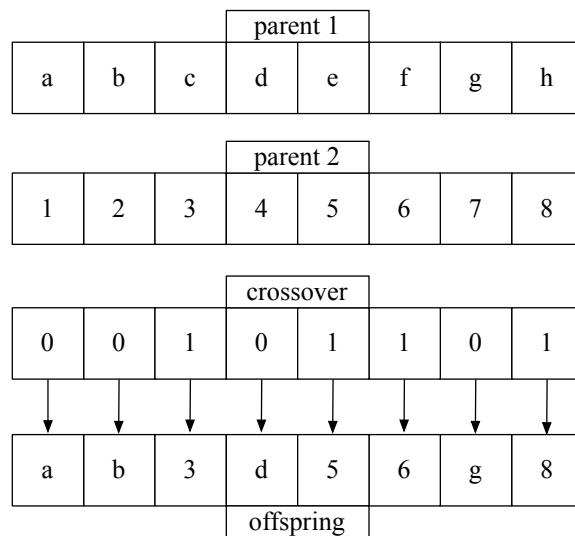 parent 1
a b c d e f g h
parent 2
1 2 3 4 5 6 7 8
crossover
0 0 1 0 1 1 0 1
a b 3 d 5 6 g 8
offspring